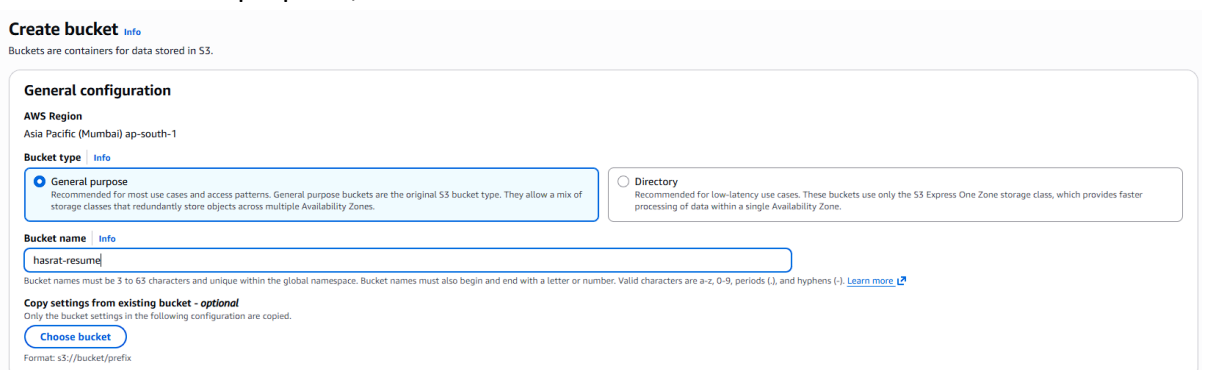 Create bucket Info
Buckets are containers for data stored in S3.
General configuration
AWS Region
Asia Pacific (Mumbai) ap-south-1
Bucket type Info
General purpose
Recommended for most use cases and access patterns. General purpose buckets are the original S3 bucket type. They allow a mix of
storage classes that redundantly store objects across multiple Availability Zones.
Directory
Recommended for low-latency use cases. These buckets use only the S3 Express One Zone storage class, which provides faster
processing of data within a single Availability Zone.
Bucket name Info
hasrat-resume
Bucket names must be 3 to 63 characters and unique within the global namespace. Bucket names must also begin and end with a letter or number. Valid characters are a-z, 0-9, periods (.), and hyphens (-). Learn more
Copy settings from existing bucket - optional
Only the bucket settings in the following configuration are copied.
Choose bucket
Format: s3://bucket/prefix